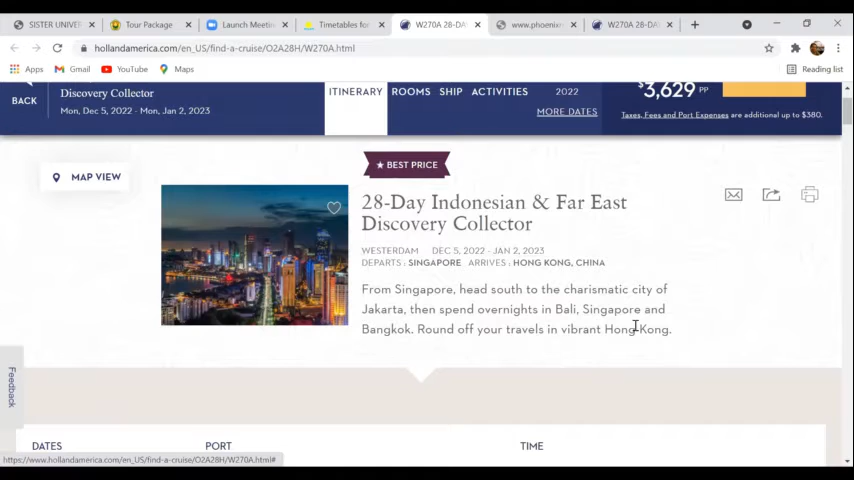 SISTER UNIVER
Tour Package
Launch Meetin
Timetables for
W270A 28-DAY
www.phoenixn
W270A 28-DAY
hollandamerica.com/en_US/find-a-cruise/O2A28H/W270A.html
Apps
Gmail
YouTube
Maps
Reading list
BACK
Discovery Collector
Mon, Dec 5, 2022 - Mon, Jan 2, 2023
ITINERARY
ROOMS
SHIP
ACTIVITIES
2022
MORE DATES
$3,629 PP
Taxes, Fees and Port Expenses are additional up to $380.
MAP VIEW
★ BEST PRICE
28-Day Indonesian & Far East
Discovery Collector
WESTERDAM DEC 5, 2022 - JAN 2, 2023
DEPARTS : SINGAPORE ARRIVES : HONG KONG, CHINA
From Singapore, head south to the charismatic city of
Jakarta, then spend overnights in Bali, Singapore and
Bangkok. Round off your travels in vibrant Hong Kong.
Feedback
DATES
PORT
TIME
https://www.hollandamerica.com/en_US/find-a-cruise/O2A28H/W270A.html#